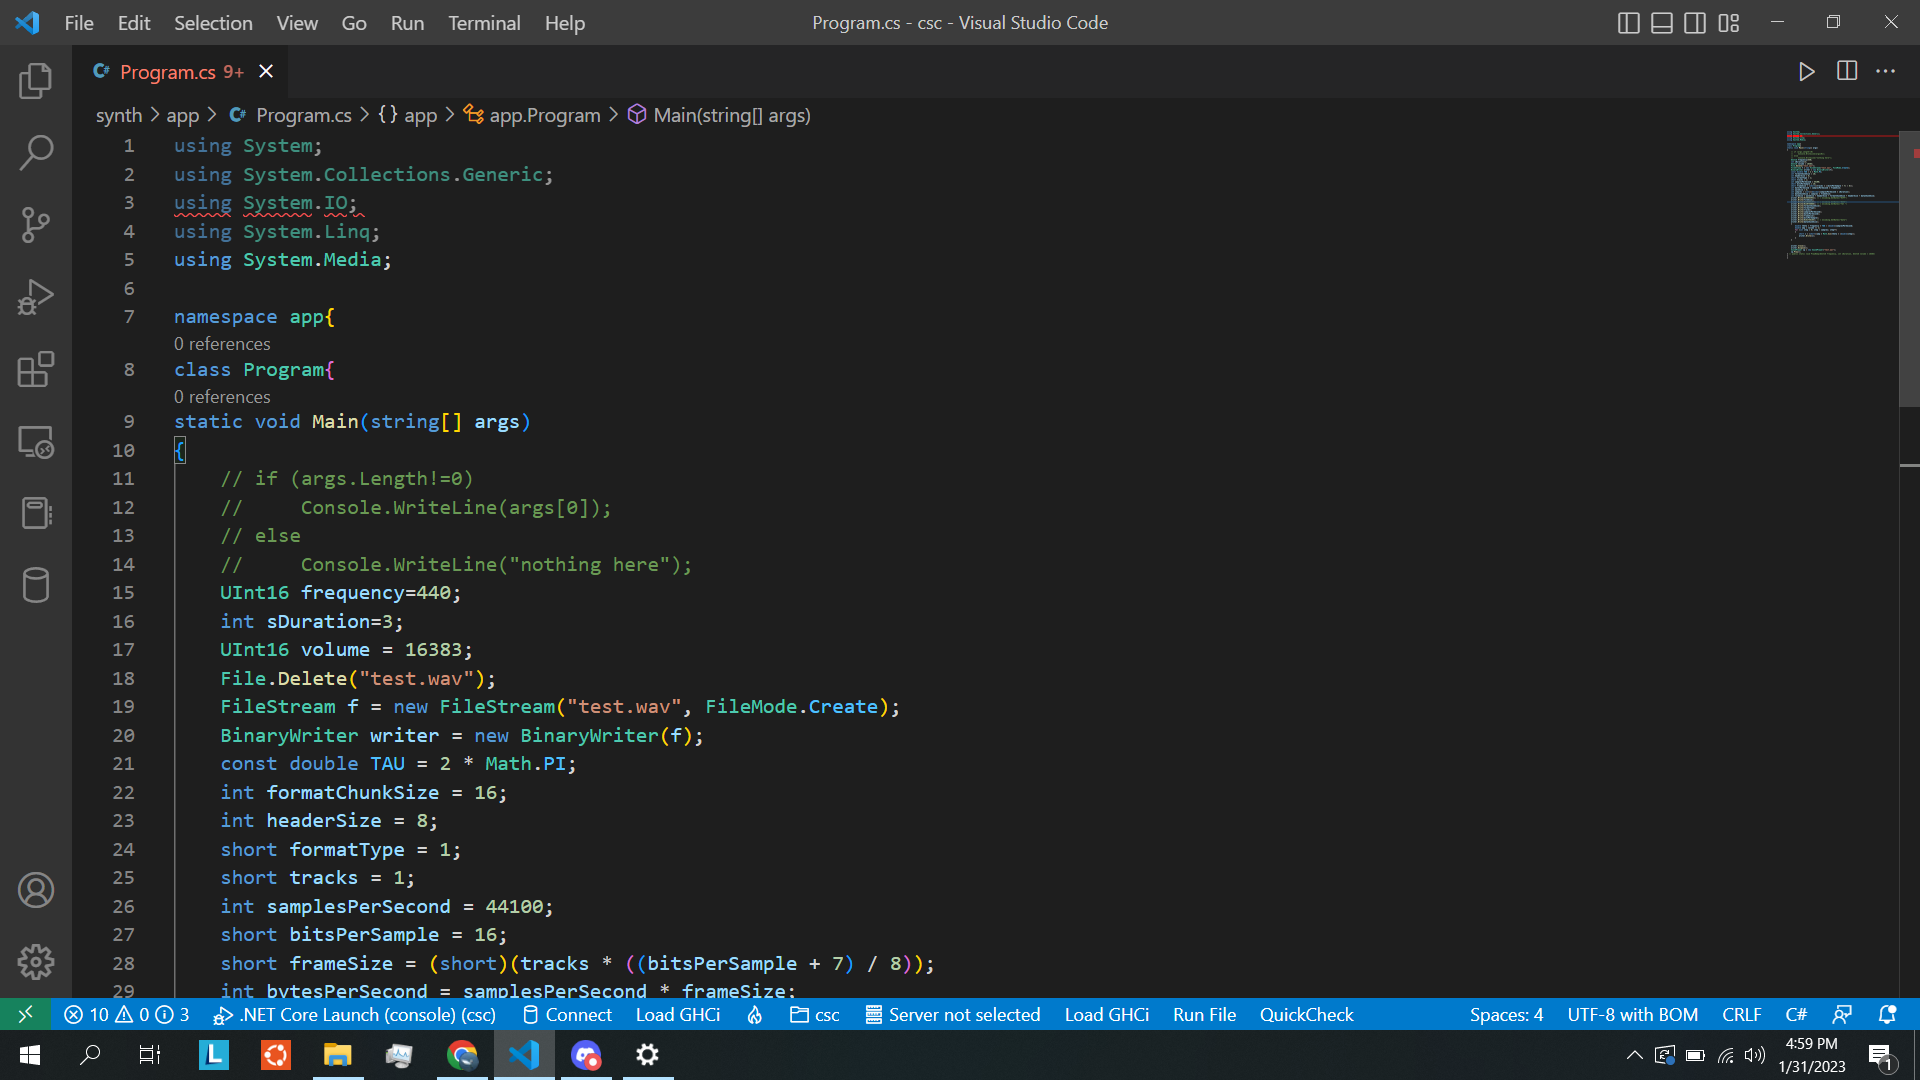 File Edit Selection View Go Run Terminal Help Program.cs - csc - Visual Studio Code
C# Program.cs 9+
synth > app > C# Program.cs > {} app > app.Program > Main(string[] args)
1 using System;
2 using System.Collections.Generic;
3 using System.IO;
4 using System.Linq;
5 using System.Media;
6
7 namespace app{
0 references
8 class Program{
0 references
9 static void Main(string[] args)
10 {
11 // if (args.Length!=0)
12 //     Console.WriteLine(args[0]);
13 // else
14 //     Console.WriteLine("nothing here");
15 UInt16 frequency=440;
16 int sDuration=3;
17 UInt16 volume = 16383;
18 File.Delete("test.wav");
19 FileStream f = new FileStream("test.wav", FileMode.Create);
20 BinaryWriter writer = new BinaryWriter(f);
21 const double TAU = 2 * Math.PI;
22 int formatChunkSize = 16;
23 int headerSize = 8;
24 short formatType = 1;
25 short tracks = 1;
26 int samplesPerSecond = 44100;
27 short bitsPerSample = 16;
28 short frameSize = (short)(tracks * ((bitsPerSample + 7) / 8));
29 int bytesPerSecond = samplesPerSecond * frameSize;
10 0 3 .NET Core Launch (console) (csc) Connect Load GHCi csc Server not selected Load GHCi Run File QuickCheck Spaces: 4 UTF-8 with BOM CRLF C#
L 4:59 PM
1/31/2023 1